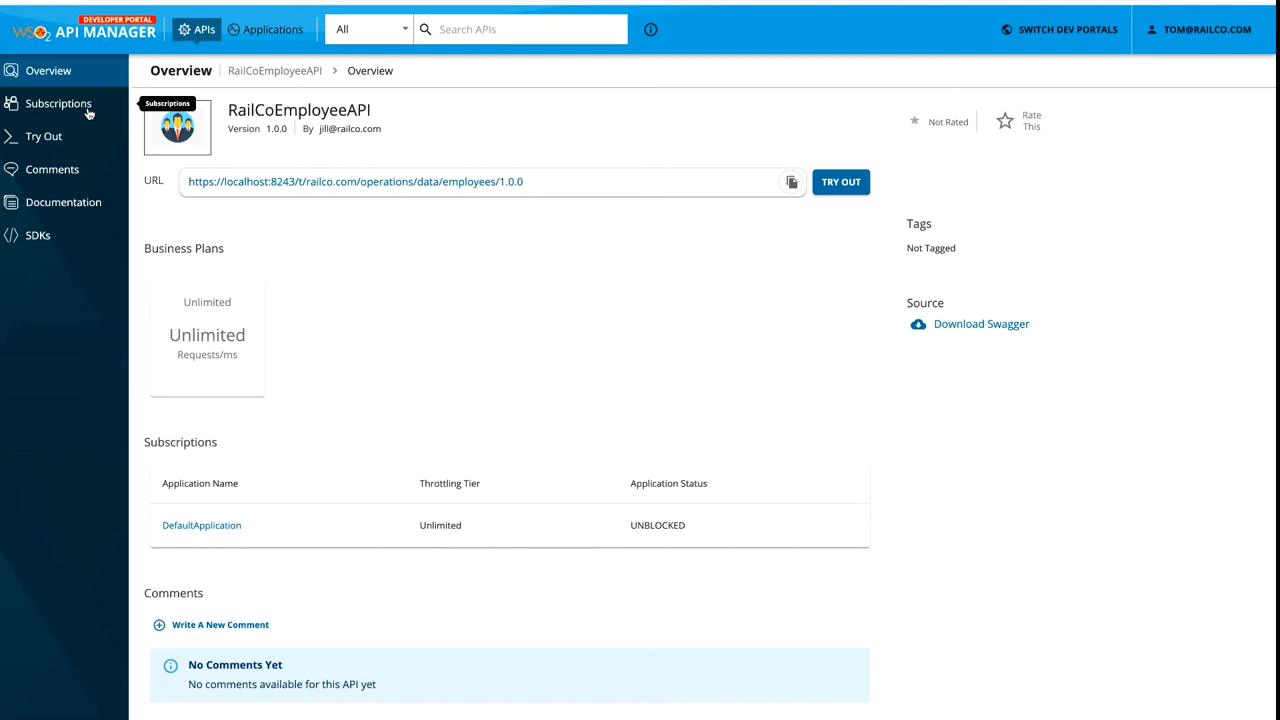 DEVELOPER PORTAL
WSO2 API MANAGER
APIs
Applications
All
Search APIs
SWITCH DEV PORTALS
TOM@RAILCO.COM
Overview
Subscriptions
Try Out
Comments
Documentation
SDKs
Overview
RailCoEmployeeAPI > Overview
Subscriptions
RailCoEmployeeAPI
Version 1.0.0 By jill@railco.com
Not Rated
Rate
This
URL
https://localhost:8243/t/railco.com/operations/data/employees/1.0.0
TRY OUT
Tags
Not Tagged
Business Plans
Unlimited
Unlimited
Requests/ms
Source
Download Swagger
Subscriptions
Application Name Throttling Tier Application Status
DefaultApplication Unlimited UNBLOCKED
Comments
Write A New Comment
No Comments Yet
No comments available for this API yet